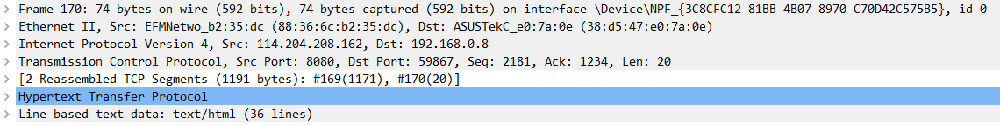 Frame 170: 74 bytes on wire (592 bits), 74 bytes captured (592 bits) on interface \Device\NPF_{3C8CFC12-81BB-4B07-8970-C70D42C575B5}, id 0
Ethernet II, Src: EFMNetwo_b2:35:dc (88:36:6c:b2:35:dc), Dst: ASUSTekC_e0:7a:0e (38:d5:47:e0:7a:0e)
Internet Protocol Version 4, Src: 114.204.208.162, Dst: 192.168.0.8
Transmission Control Protocol, Src Port: 8080, Dst Port: 59867, Seq: 2181, Ack: 1234, Len: 20
[2 Reassembled TCP Segments (1191 bytes): #169(1171), #170(20)]
Hypertext Transfer Protocol
Line-based text data: text/html (36 lines)